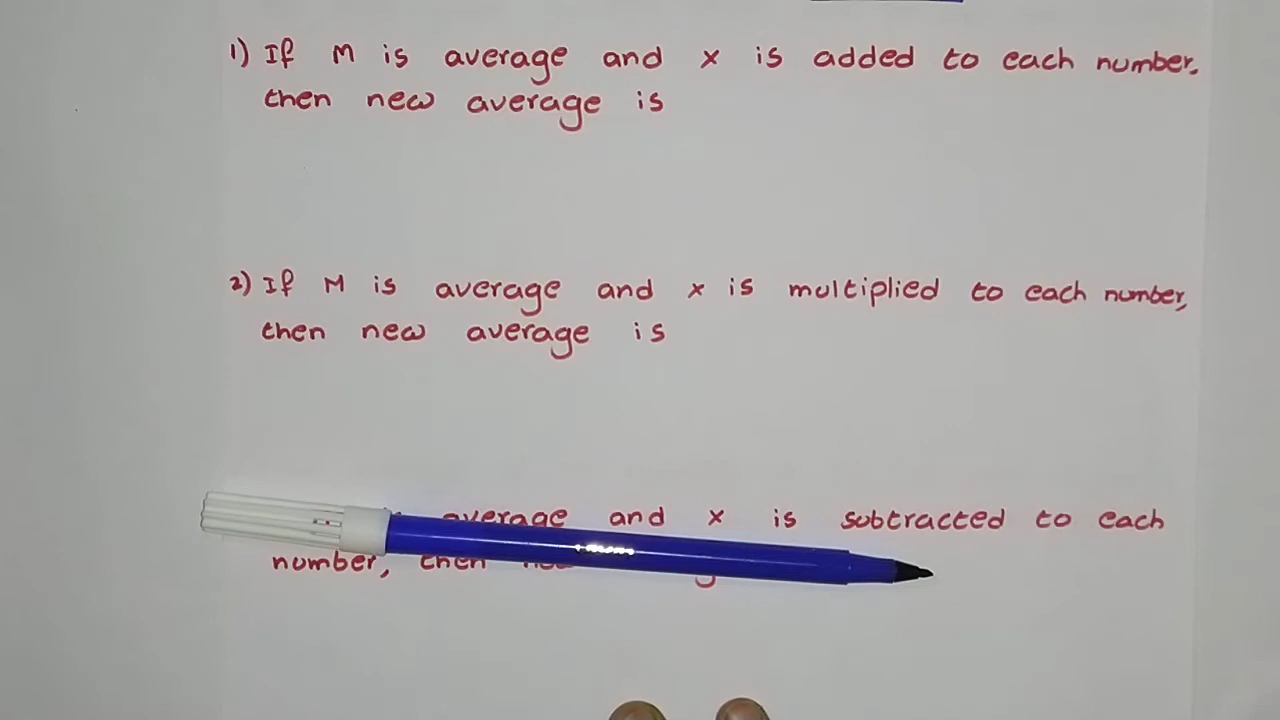 1) If M is average and x is added to each number,
then new average is
2) If M is average and x is multiplied to each number,
then new average is
average and x is subtracted to each
number, then